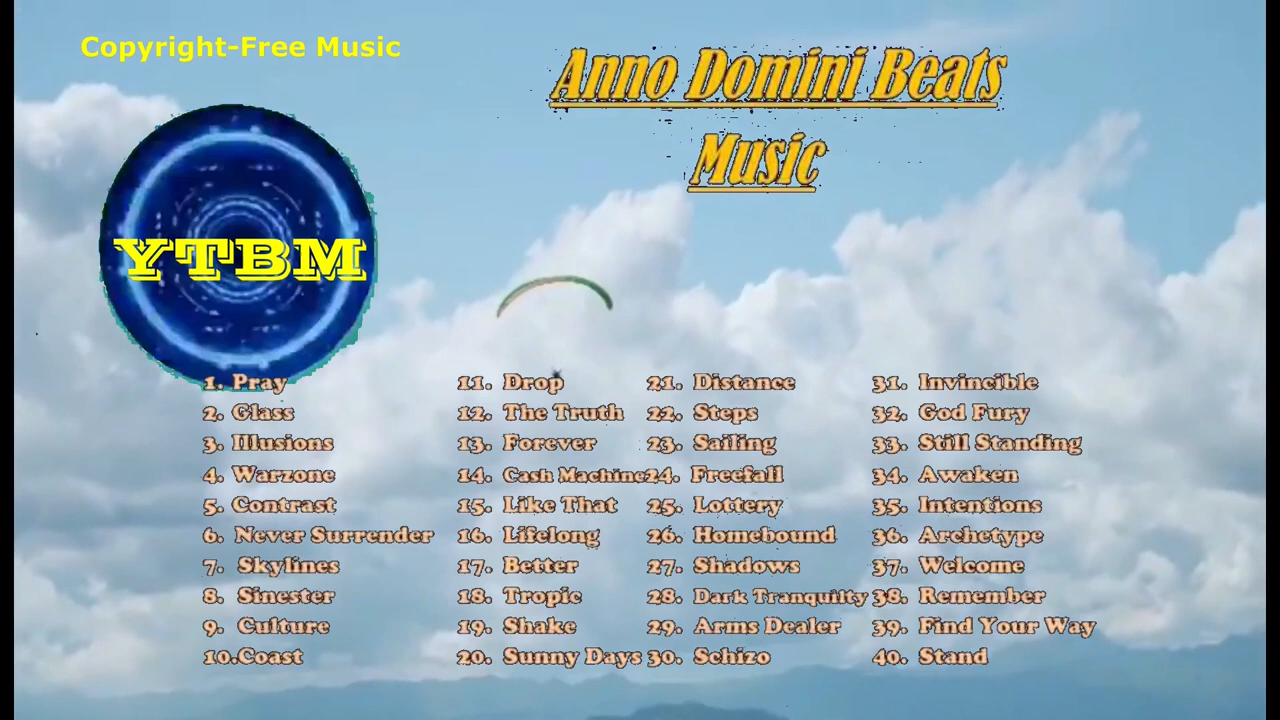 Copyright-Free Music
Anno Domini Beats
Music
YTBM
1. Pray
2. Glass
3. Illusions
4. Warzone
5. Contrast
6. Never Surrender
7. Skylines
8. Sinester
9. Culture
10.Coast
11. Drop
12. The Truth
13. Forever
14. Cash Machine
15. Like That
16. Lifelong
17. Better
18. Tropic
19. Shake
20. Sunny Days
21. Distance
22. Steps
23. Sailing
24. Freefall
25. Lottery
26. Homebound
27. Shadows
28. Dark Tranquilty
29. Arms Dealer
30. Schizo
31. Invincible
32. God Fury
33. Still Standing
34. Awaken
35. Intentions
36. Archetype
37. Welcome
38. Remember
39. Find Your Way
40. Stand